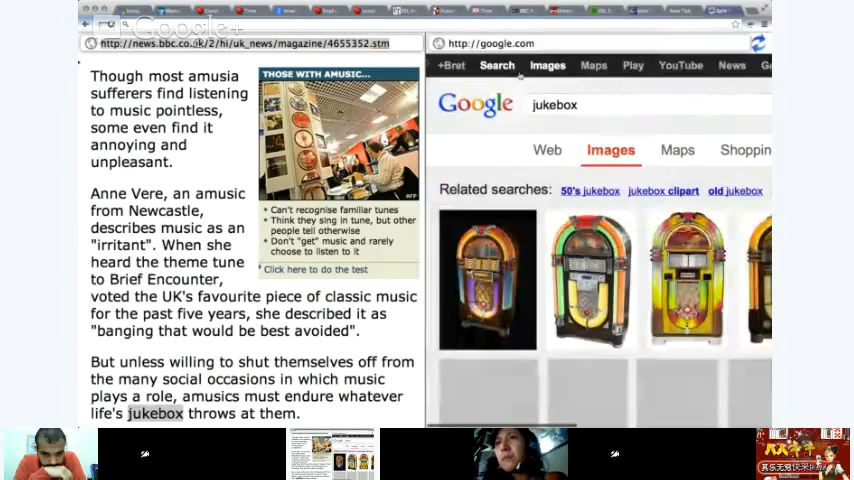 Google+
http://news.bbc.co.uk/2/hi/uk_news/magazine/4655352.stm
Though most amusia
sufferers find listening
to music pointless,
some even find it
annoying and
unpleasant.
Anne Vere, an amusic
from Newcastle,
describes music as an
"irritant". When she
heard the theme tune
to Brief Encounter,
voted the UK's favourite piece of classic music
for the past five years, she described it as
"banging that would be best avoided".
But unless willing to shut themselves off from
the many social occasions in which music
plays a role, amusics must endure whatever
life's jukebox throws at them.
THOSE WITH AMUSIC...
AFP
Can't recognise familiar tunes
Think they sing in tune, but other
people tell otherwise
Don't "get" music and rarely
choose to listen to it
Click here to do the test
http://google.com
+Bret Search Images Maps Play YouTube News
Google jukebox
Web Images Maps Shoppin
Related searches: 50's jukebox jukebox clipart old jukebox